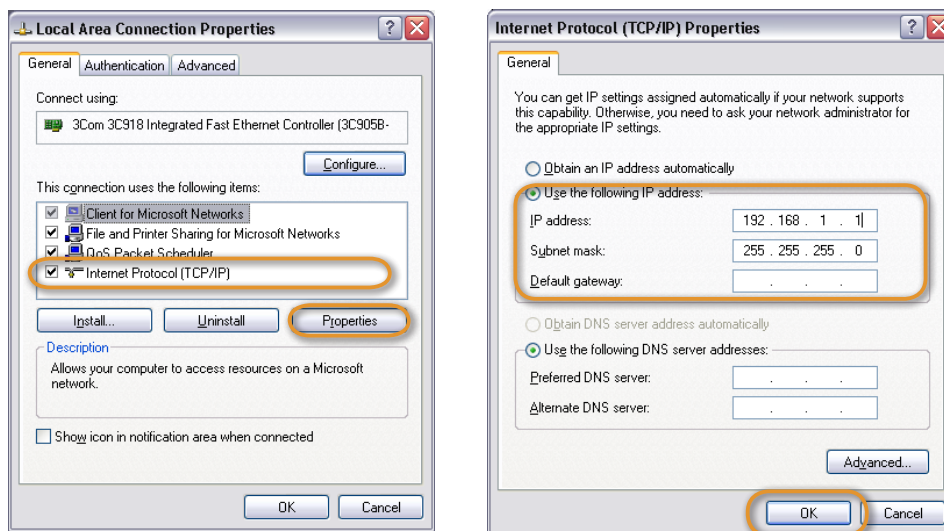 Local Area Connection Properties
General Authentication Advanced
Connect using:
3Com 3C918 Integrated Fast Ethernet Controller (3C905B-
Configure...
This connection uses the following items:
Client for Microsoft Networks
File and Printer Sharing for Microsoft Networks
QoS Packet Scheduler
Internet Protocol (TCP/IP)
Install... Uninstall Properties
Description
Allows your computer to access resources on a Microsoft
network.
Show icon in notification area when connected
OK Cancel
Internet Protocol (TCP/IP) Properties
General
You can get IP settings assigned automatically if your network supports
this capability. Otherwise, you need to ask your network administrator for
the appropriate IP settings.
Obtain an IP address automatically
Use the following IP address:
IP address: 192 . 168 . 1 . 1
Subnet mask: 255 . 255 . 255 . 0
Default gateway: . . .
Obtain DNS server address automatically
Use the following DNS server addresses:
Preferred DNS server: . . .
Alternate DNS server: . . .
Advanced...
OK Cancel